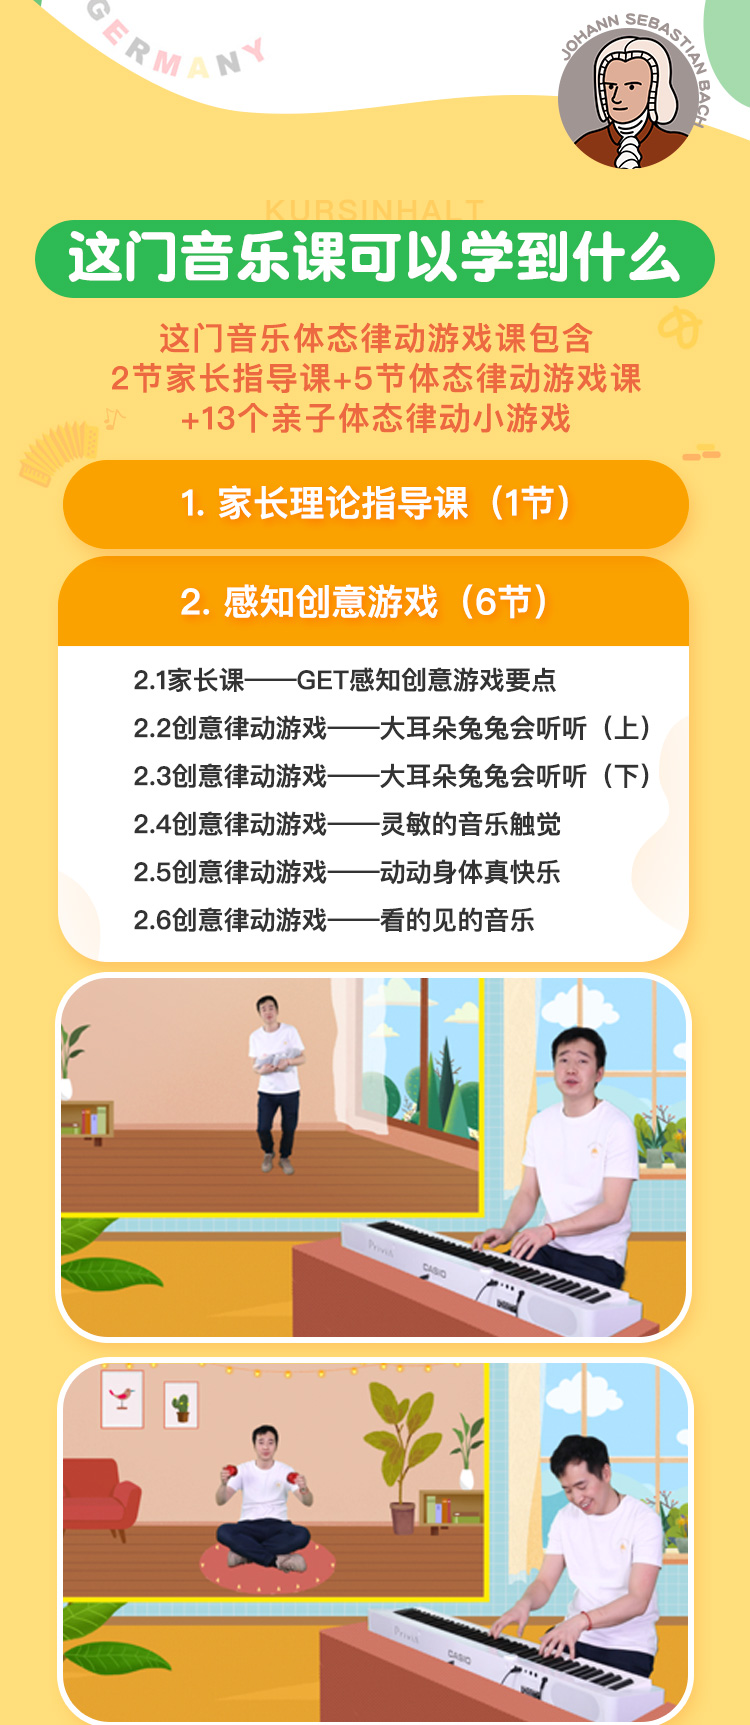 GERMANY
JOHANN SEBASTIAN BACH
KURSINHALT
这门音乐课可以学到什么
这门音乐体态律动游戏课包含
2节家长指导课+5节体态律动游戏课
+13个亲子体态律动小游戏
1. 家长理论指导课（1节）
2. 感知创意游戏（6节）
2.1家长课——GET感知创意游戏要点
2.2创意律动游戏——大耳朵兔兔会听听（上）
2.3创意律动游戏——大耳朵兔兔会听听（下）
2.4创意律动游戏——灵敏的音乐触觉
2.5创意律动游戏——动动身体真快乐
2.6创意律动游戏——看的见的音乐
CASIO
CASIO